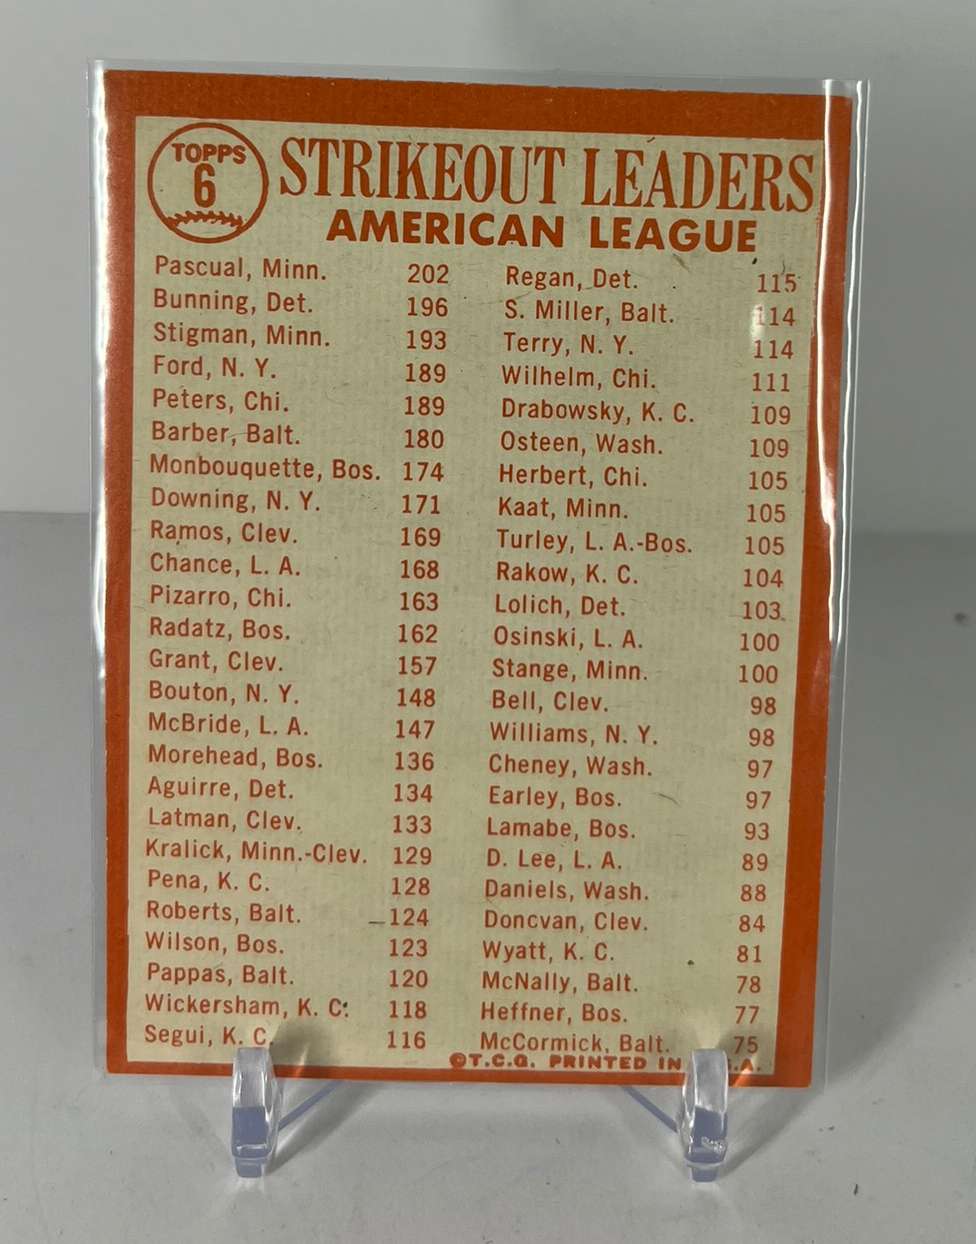 TOPPS
6
STRIKEOUT LEADERS
AMERICAN LEAGUE
Pascual, Minn. 202
Bunning, Det. 196
Stigman, Minn. 193
Ford, N. Y. 189
Peters, Chi. 189
Barber, Balt. 180
Monbouquette, Bos. 174
Downing, N. Y. 171
Ramos, Clev. 169
Chance, L. A. 168
Pizarro, Chi. 163
Radatz, Bos. 162
Grant, Clev. 157
Bouton, N. Y. 148
McBride, L. A. 147
Morehead, Bos. 136
Aguirre, Det. 134
Latman, Clev. 133
Kralick, Minn.-Clev. 129
Pena, K. C. 128
Roberts, Balt. 124
Wilson, Bos. 123
Pappas, Balt. 120
Wickersham, K. C. 118
Segui, K. C. 116
Regan, Det. 115
S. Miller, Balt. 114
Terry, N. Y. 114
Wilhelm, Chi. 111
Drabowsky, K. C. 109
Osteen, Wash. 109
Herbert, Chi. 105
Kaat, Minn. 105
Turley, L. A.-Bos. 105
Rakow, K. C. 104
Lolich, Det. 103
Osinski, L. A. 100
Stange, Minn. 100
Bell, Clev. 98
Williams, N. Y. 98
Cheney, Wash. 97
Earley, Bos. 97
Lamabe, Bos. 93
D. Lee, L. A. 89
Daniels, Wash. 88
Doncvan, Clev. 84
Wyatt, K. C. 81
McNally, Balt. 78
Heffner, Bos. 77
McCormick, Balt. 75
©T.C.G. PRINTED IN U.S.A.